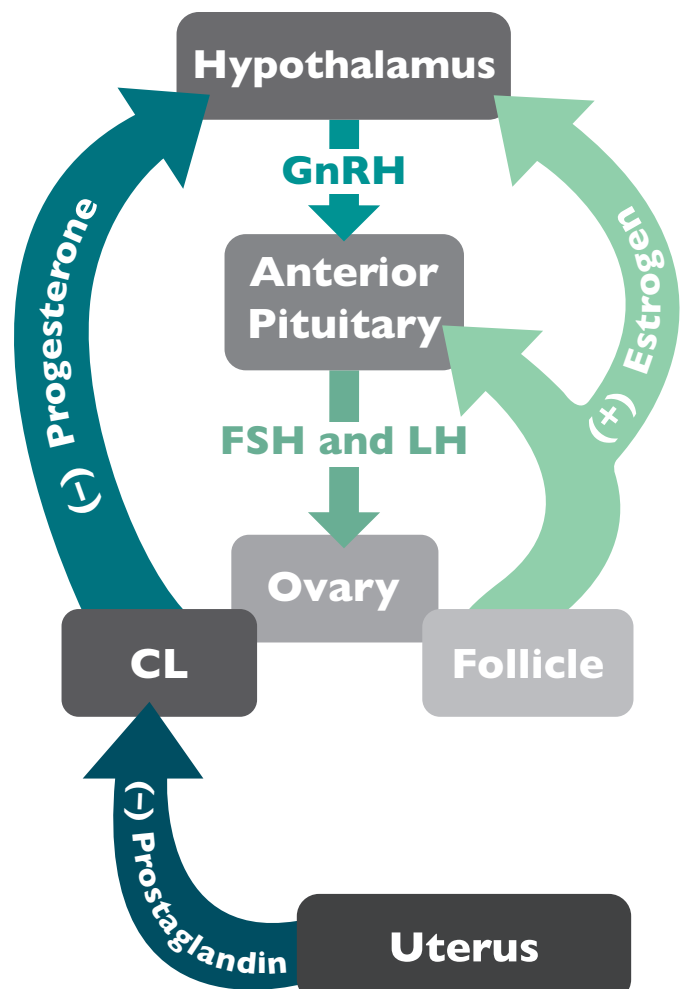 Hypothalamus
GnRH
Anterior
Pituitary
(−) Progesterone
(+) Estrogen
FSH and LH
Ovary
CL
Follicle
(−) Prostaglandin
Uterus